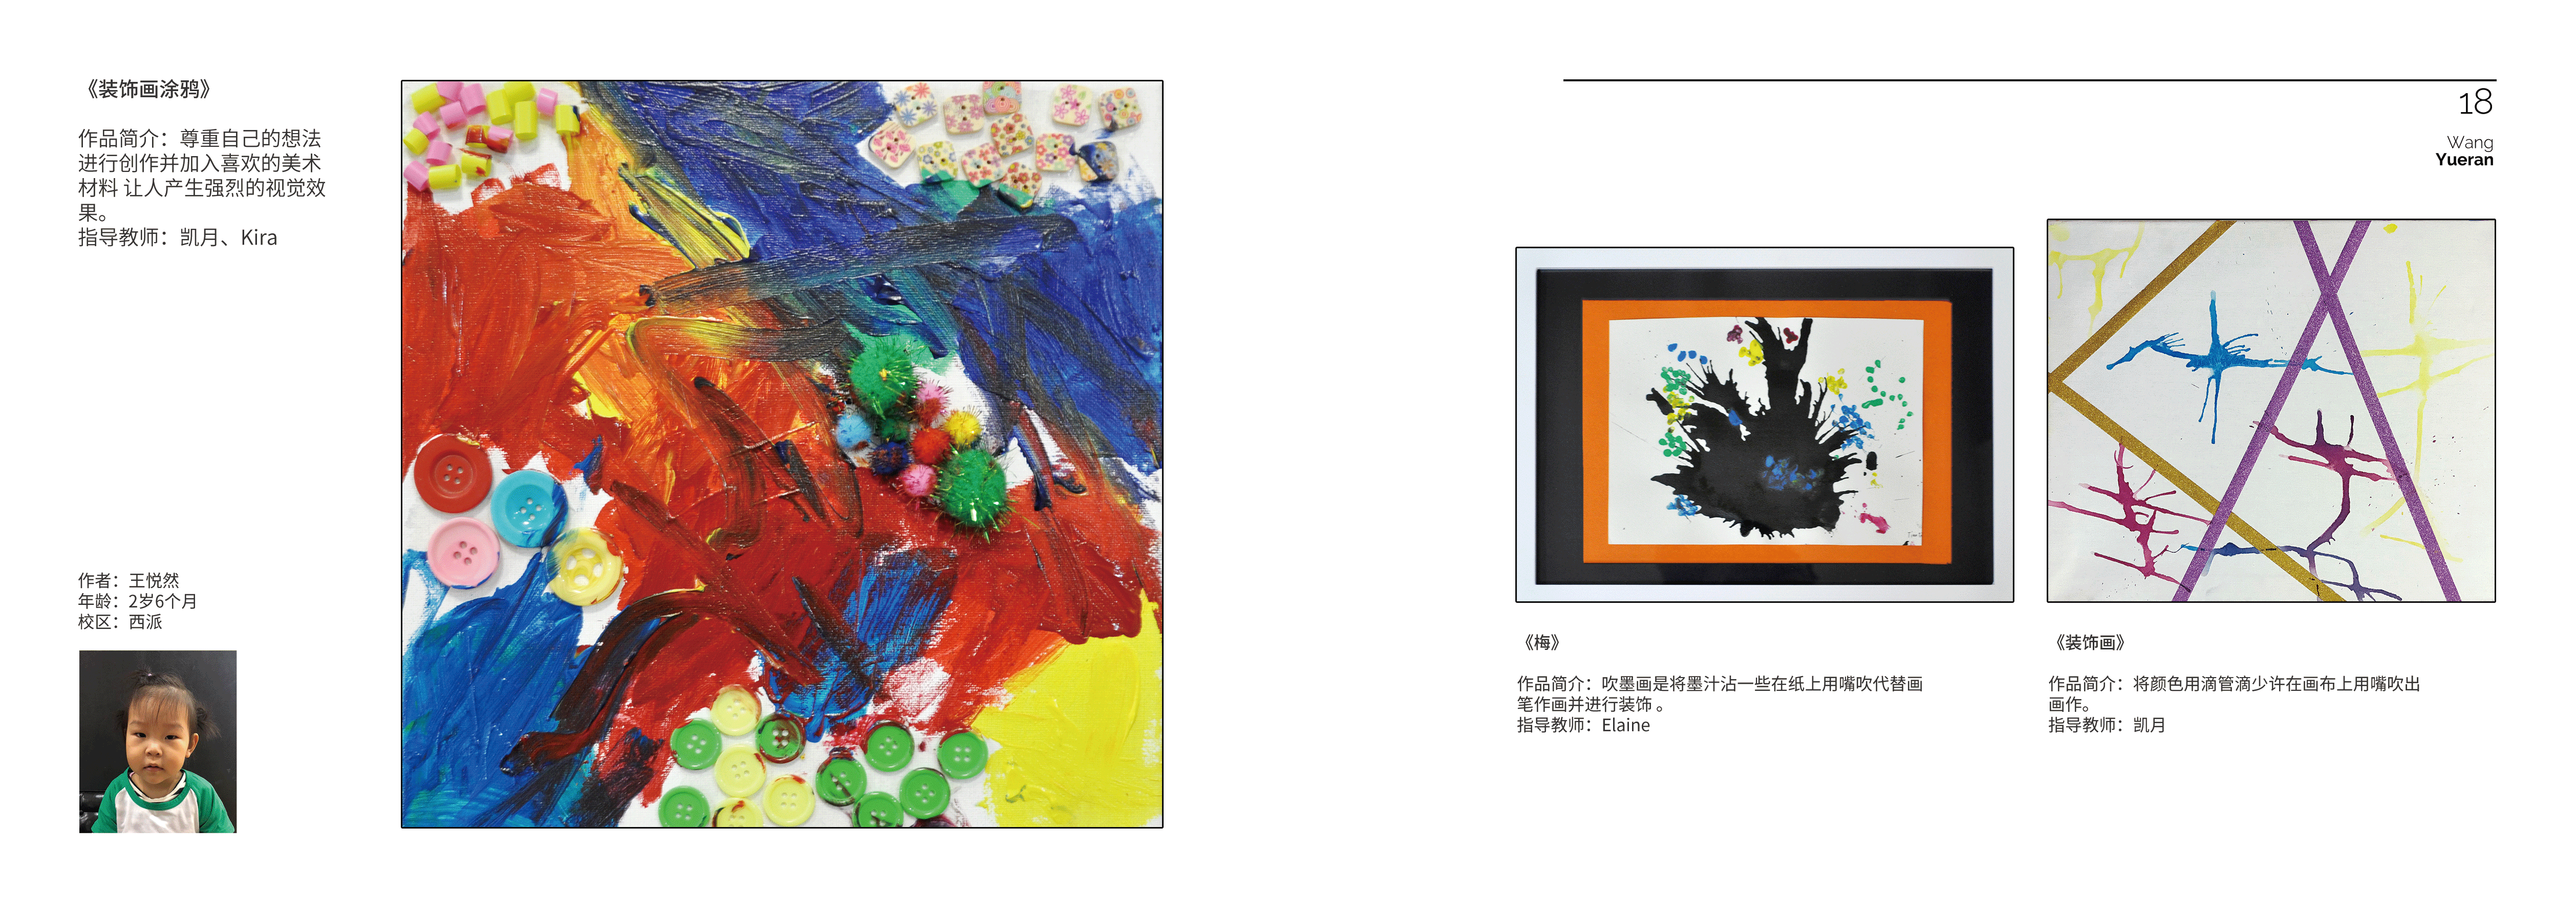 《装饰画涂鸦》
作品简介：尊重自己的想法
进行创作并加入喜欢的美术
材料 让人产生强烈的视觉效
果。
指导教师：凯月、Kira
作者：王悦然
年龄：2岁6个月
校区：西派
18
Wang
Yueran
《梅》
作品简介：吹墨画是将墨汁沾一些在纸上用嘴吹代替画
笔作画并进行装饰 。
指导教师：Elaine
《装饰画》
作品简介：将颜色用滴管滴少许在画布上用嘴吹出
画作。
指导教师：凯月